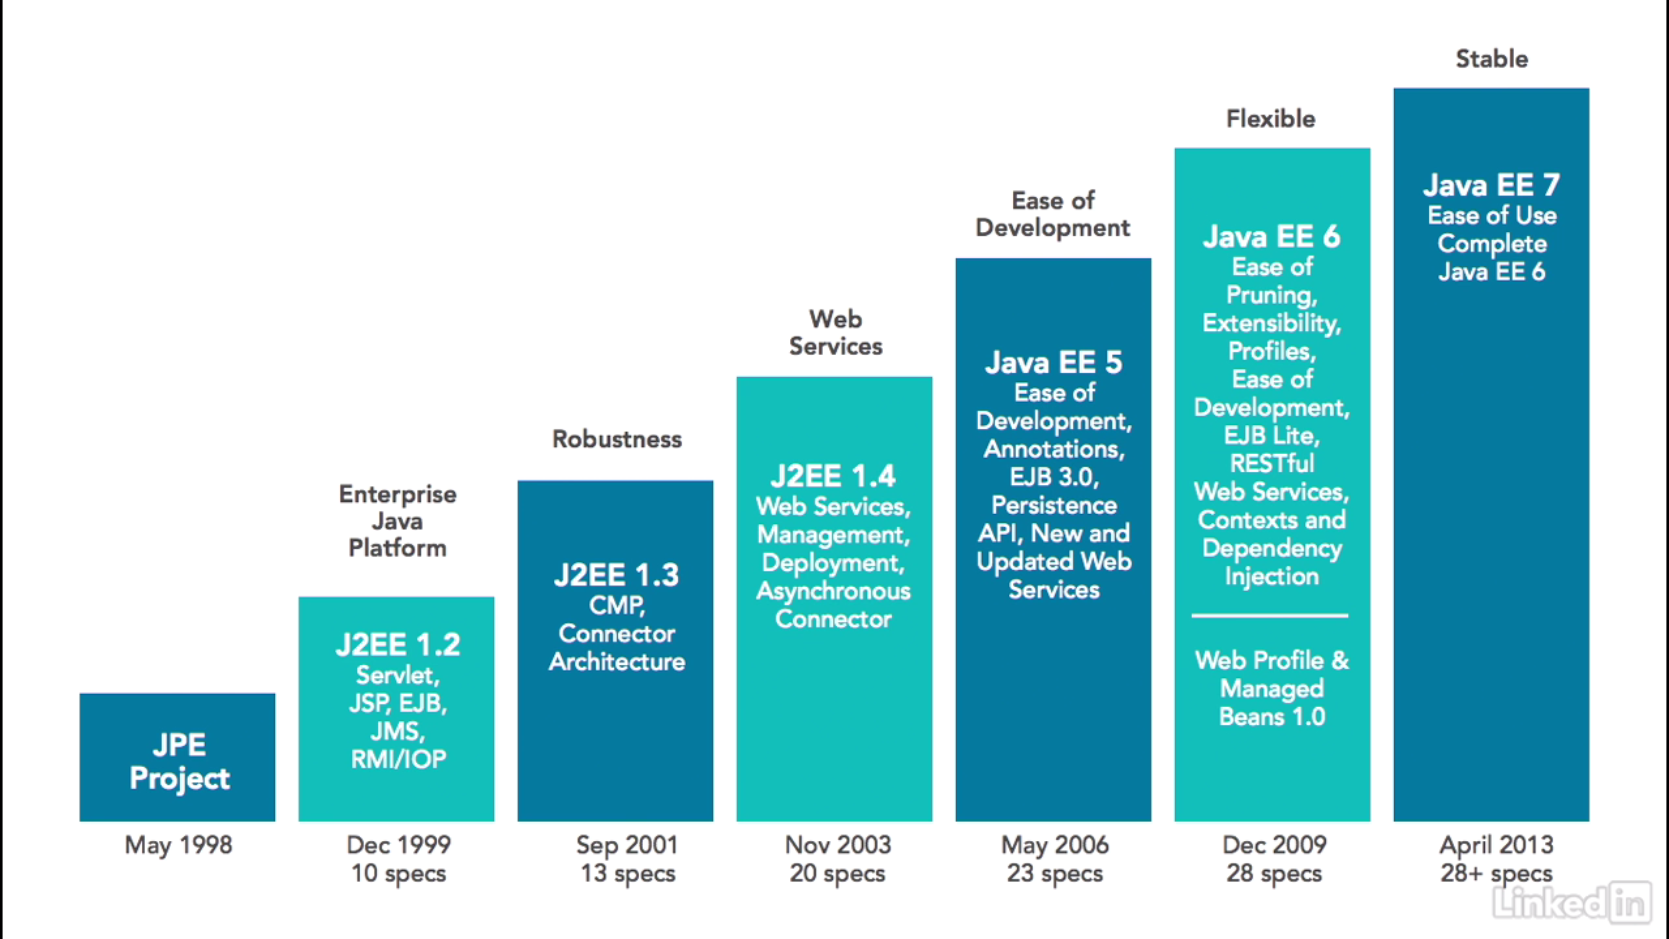 JPE
Project
May 1998
Enterprise
Java
Platform
J2EE 1.2
Servlet,
JSP, EJB,
JMS,
RMI/IOP
Dec 1999
10 specs
Robustness
J2EE 1.3
CMP,
Connector
Architecture
Sep 2001
13 specs
Web
Services
J2EE 1.4
Web Services,
Management,
Deployment,
Asynchronous
Connector
Nov 2003
20 specs
Ease of
Development
Java EE 5
Ease of
Development,
Annotations,
EJB 3.0,
Persistence
API, New and
Updated Web
Services
May 2006
23 specs
Flexible
Java EE 6
Ease of
Pruning,
Extensibility,
Profiles,
Ease of
Development,
EJB Lite,
RESTful
Web Services,
Contexts and
Dependency
Injection
Web Profile &
Managed
Beans 1.0
Dec 2009
28 specs
Stable
Java EE 7
Ease of Use
Complete
Java EE 6
April 2013
28+ specs
Linked in